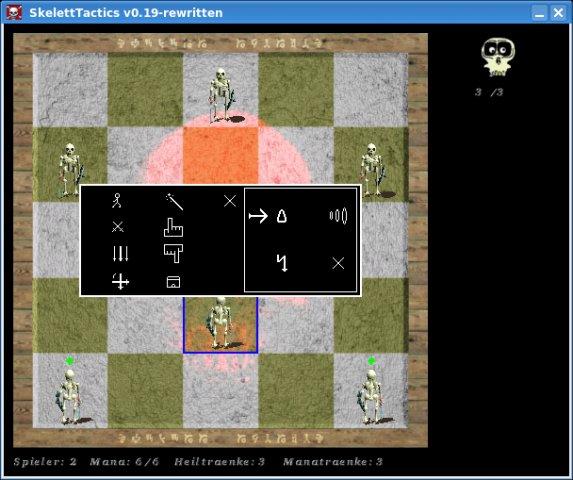 SkelettTactics v0.19-rewritten
3 /3
Spieler: 2 Mana: 6/6 Heiltraenke: 3 Manatraenke: 3